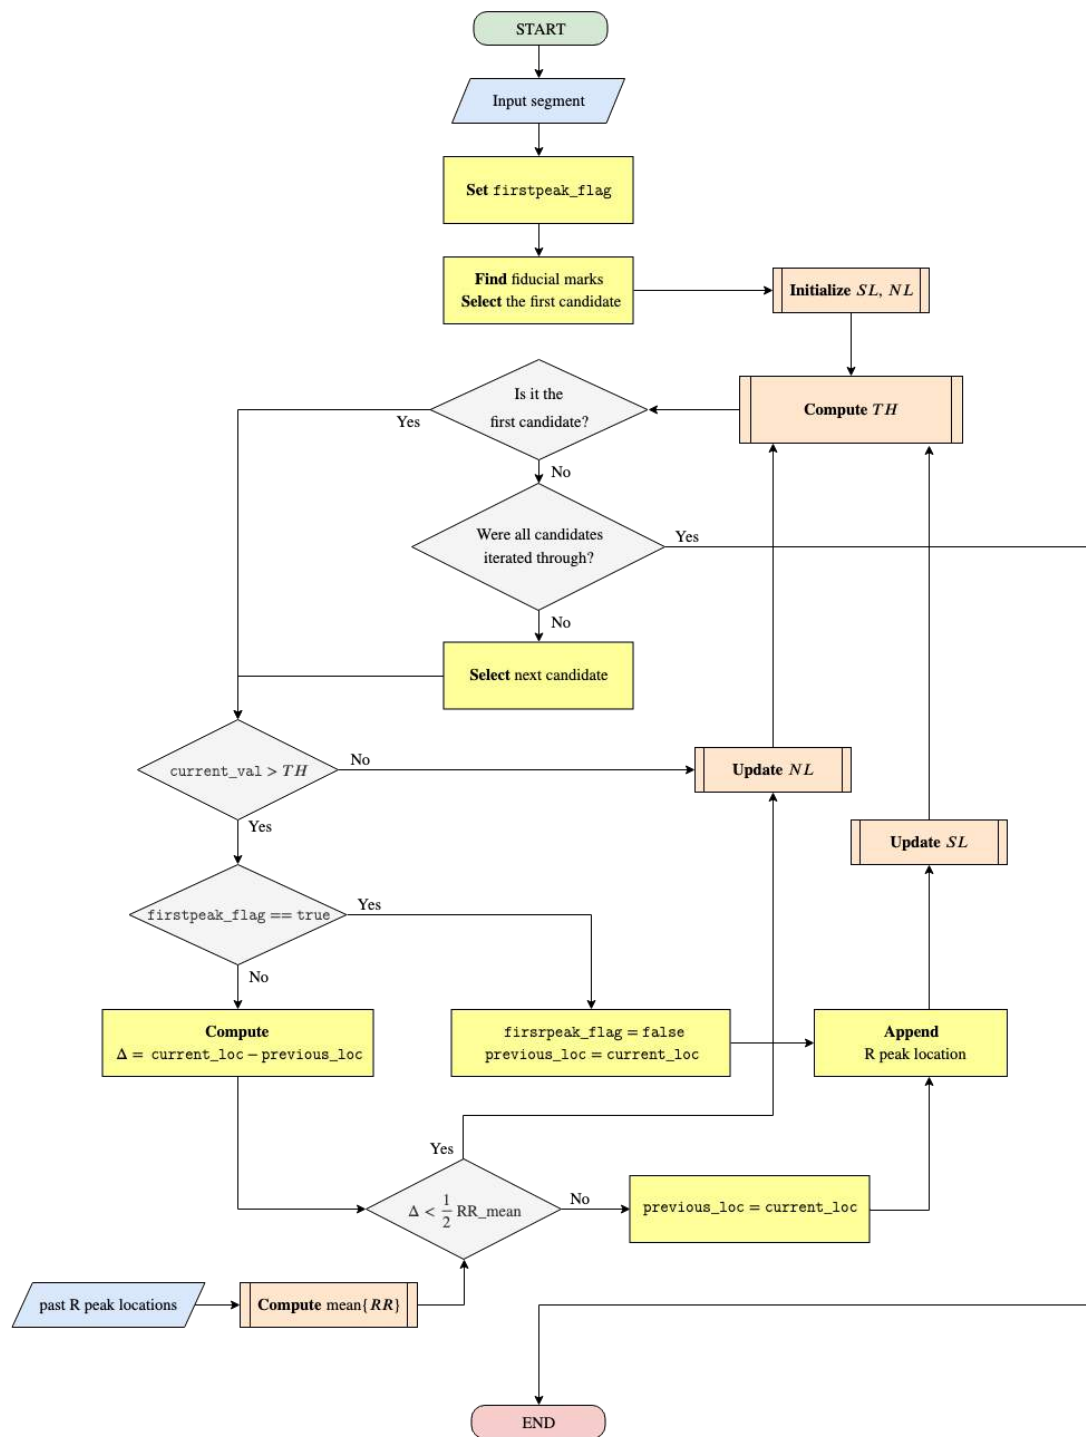 START
Input segment
Set firstpeak_flag
Find fiducial marks
Select the first candidate
Initialize SL, NL
Is it the
first candidate?
Compute TH
Yes
No
Were all candidates
iterated through?
Yes
No
Select next candidate
current_val > TH
No
Update NL
Yes
Update SL
firstpeak_flag == true
Yes
No
Compute
Δ = current_loc − previous_loc
firsrpeak_flag = false
previous_loc = current_loc
Append
R peak location
Yes
Δ < 1/2 RR_mean
No
previous_loc = current_loc
past R peak locations
Compute mean{RR}
END